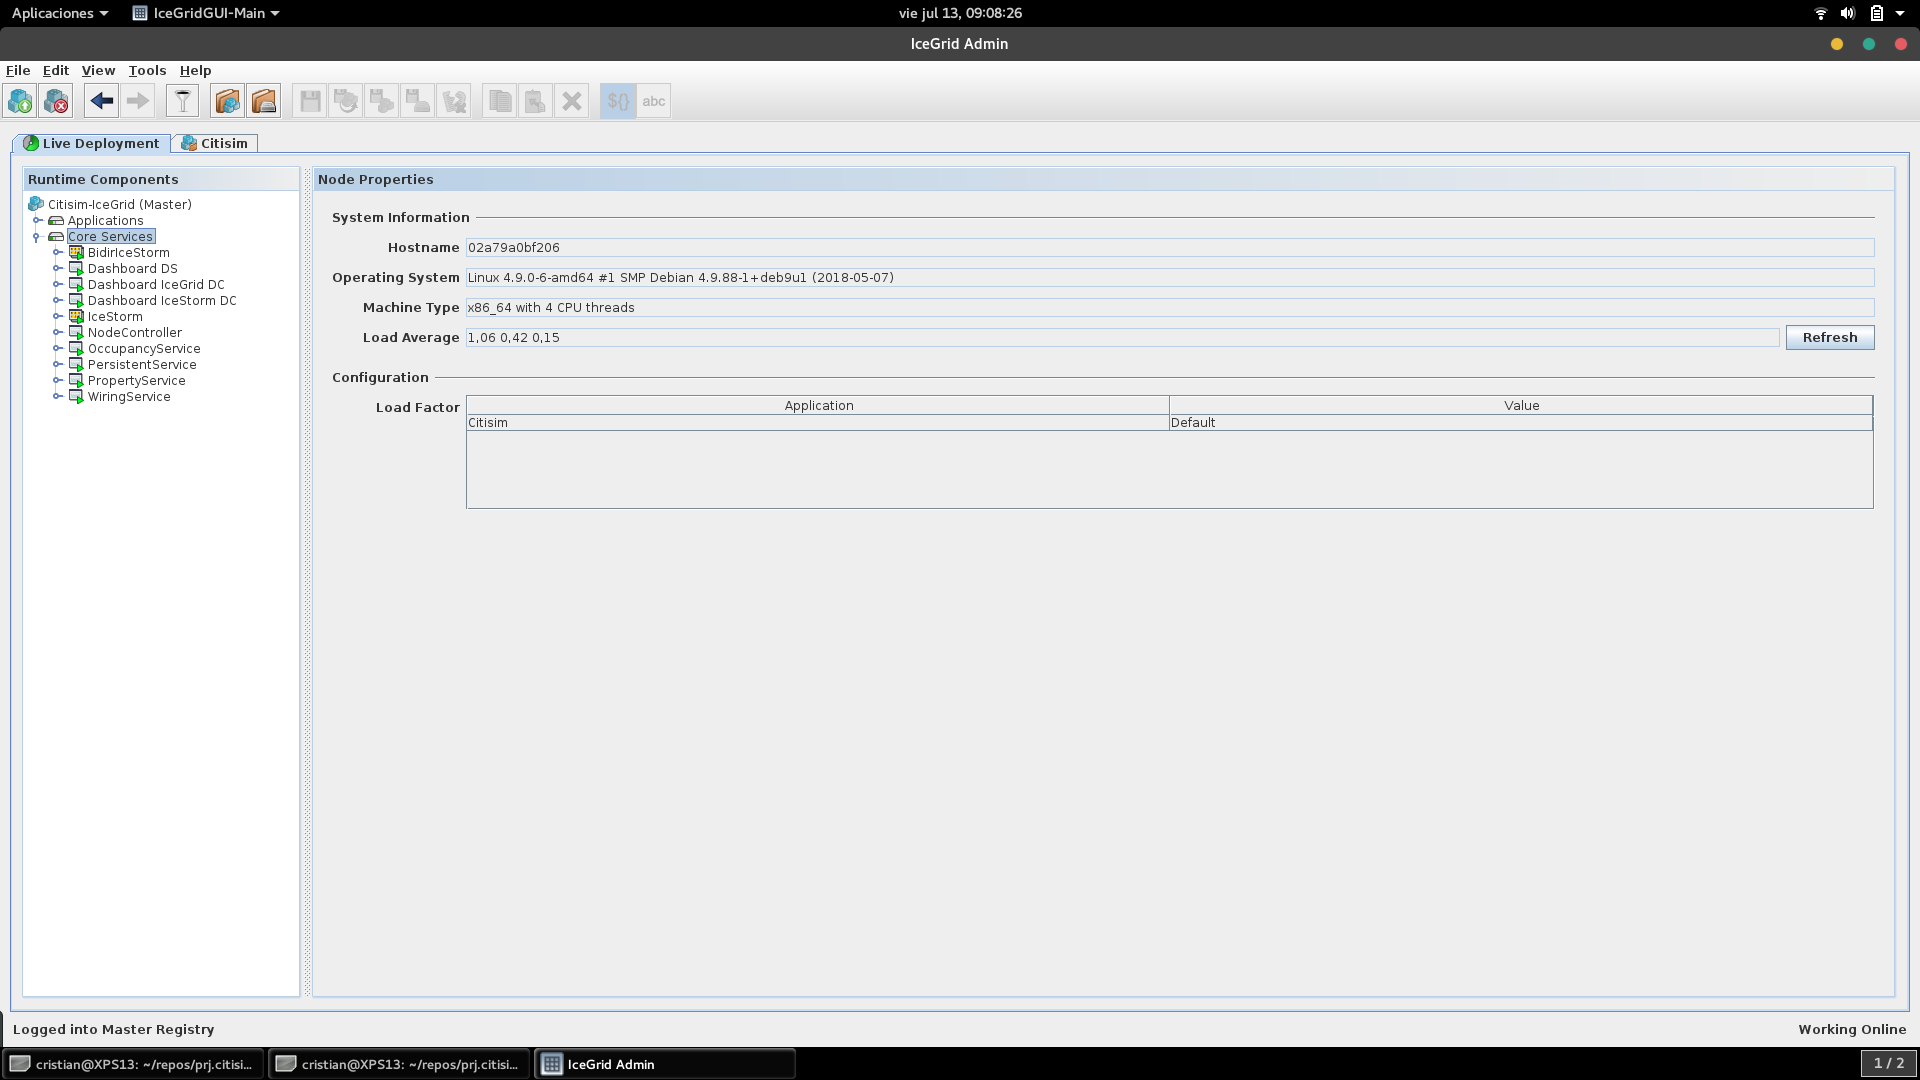 Aplicaciones IceGridGUI-Main vie jul 13, 09:08:26
IceGrid Admin
File Edit View Tools Help
${} abc
Live Deployment Citisim
Runtime Components
Citisim-IceGrid (Master)
Applications
Core Services
BidirIceStorm
Dashboard DS
Dashboard IceGrid DC
Dashboard IceStorm DC
IceStorm
NodeController
OccupancyService
PersistentService
PropertyService
WiringService
Node Properties
System Information
Hostname 02a79a0bf206
Operating System Linux 4.9.0-6-amd64 #1 SMP Debian 4.9.88-1+deb9u1 (2018-05-07)
Machine Type x86_64 with 4 CPU threads
Load Average 1,06 0,42 0,15 Refresh
Configuration
Load Factor Application Value
Citisim Default
Logged into Master Registry Working Online
cristian@XPS13: ~/repos/prj.citisi... cristian@XPS13: ~/repos/prj.citisi... IceGrid Admin 1 / 2